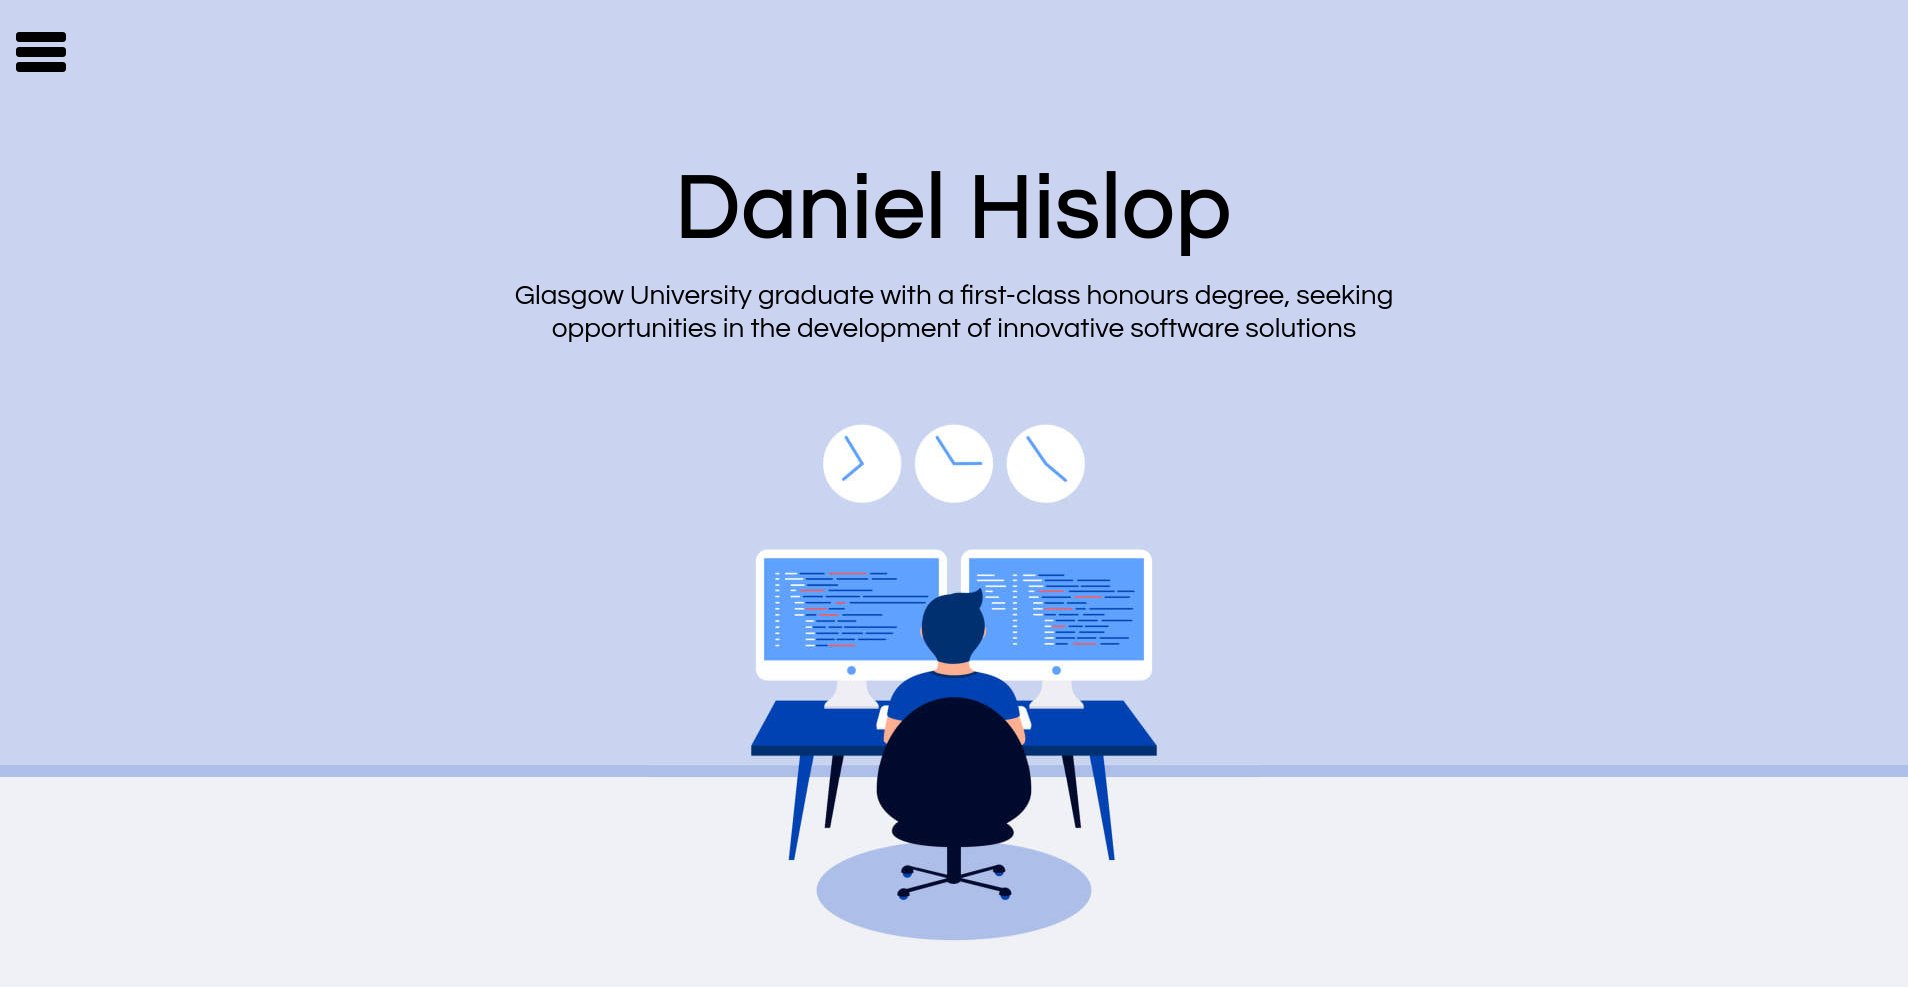 Daniel Hislop
Glasgow University graduate with a first-class honours degree, seeking
opportunities in the development of innovative software solutions